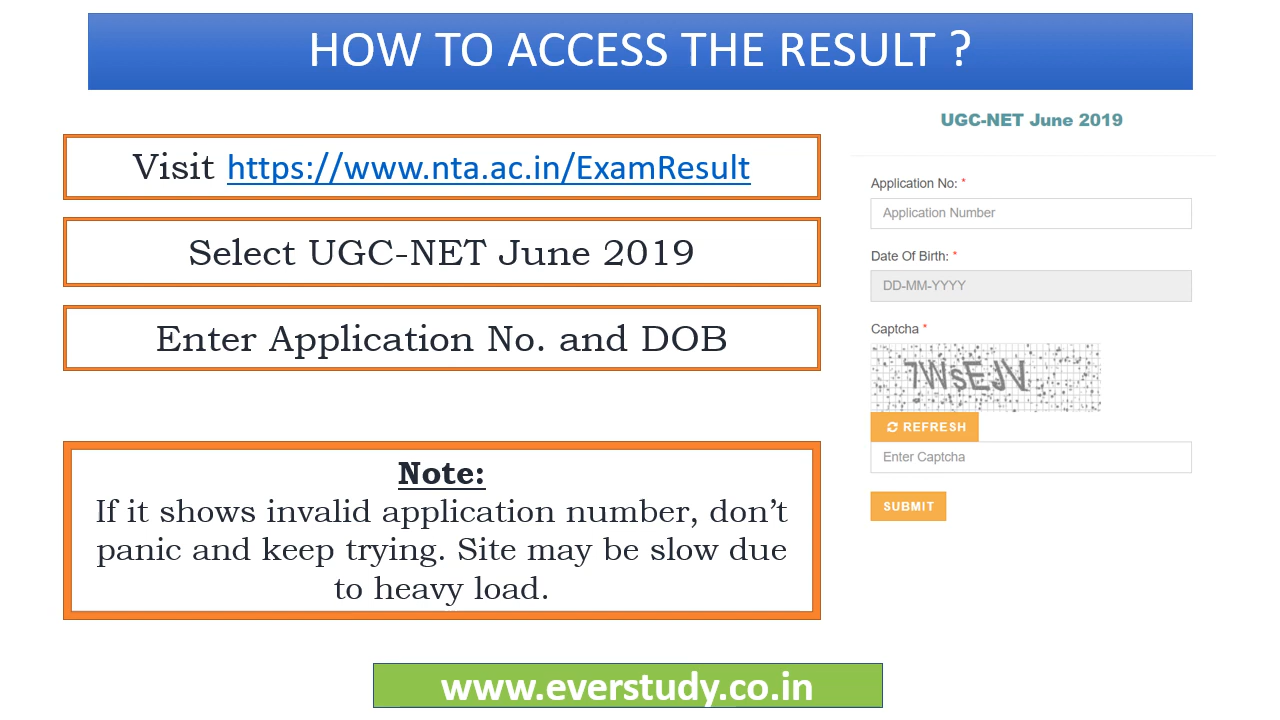 HOW TO ACCESS THE RESULT ?
Visit https://www.nta.ac.in/ExamResult
Select UGC-NET June 2019
Enter Application No. and DOB
Note:
If it shows invalid application number, don’t
panic and keep trying. Site may be slow due
to heavy load.
UGC-NET June 2019
Application No: *
Application Number
Date Of Birth: *
DD-MM-YYYY
Captcha *
7WsEJV
REFRESH
Enter Captcha
SUBMIT
www.everstudy.co.in